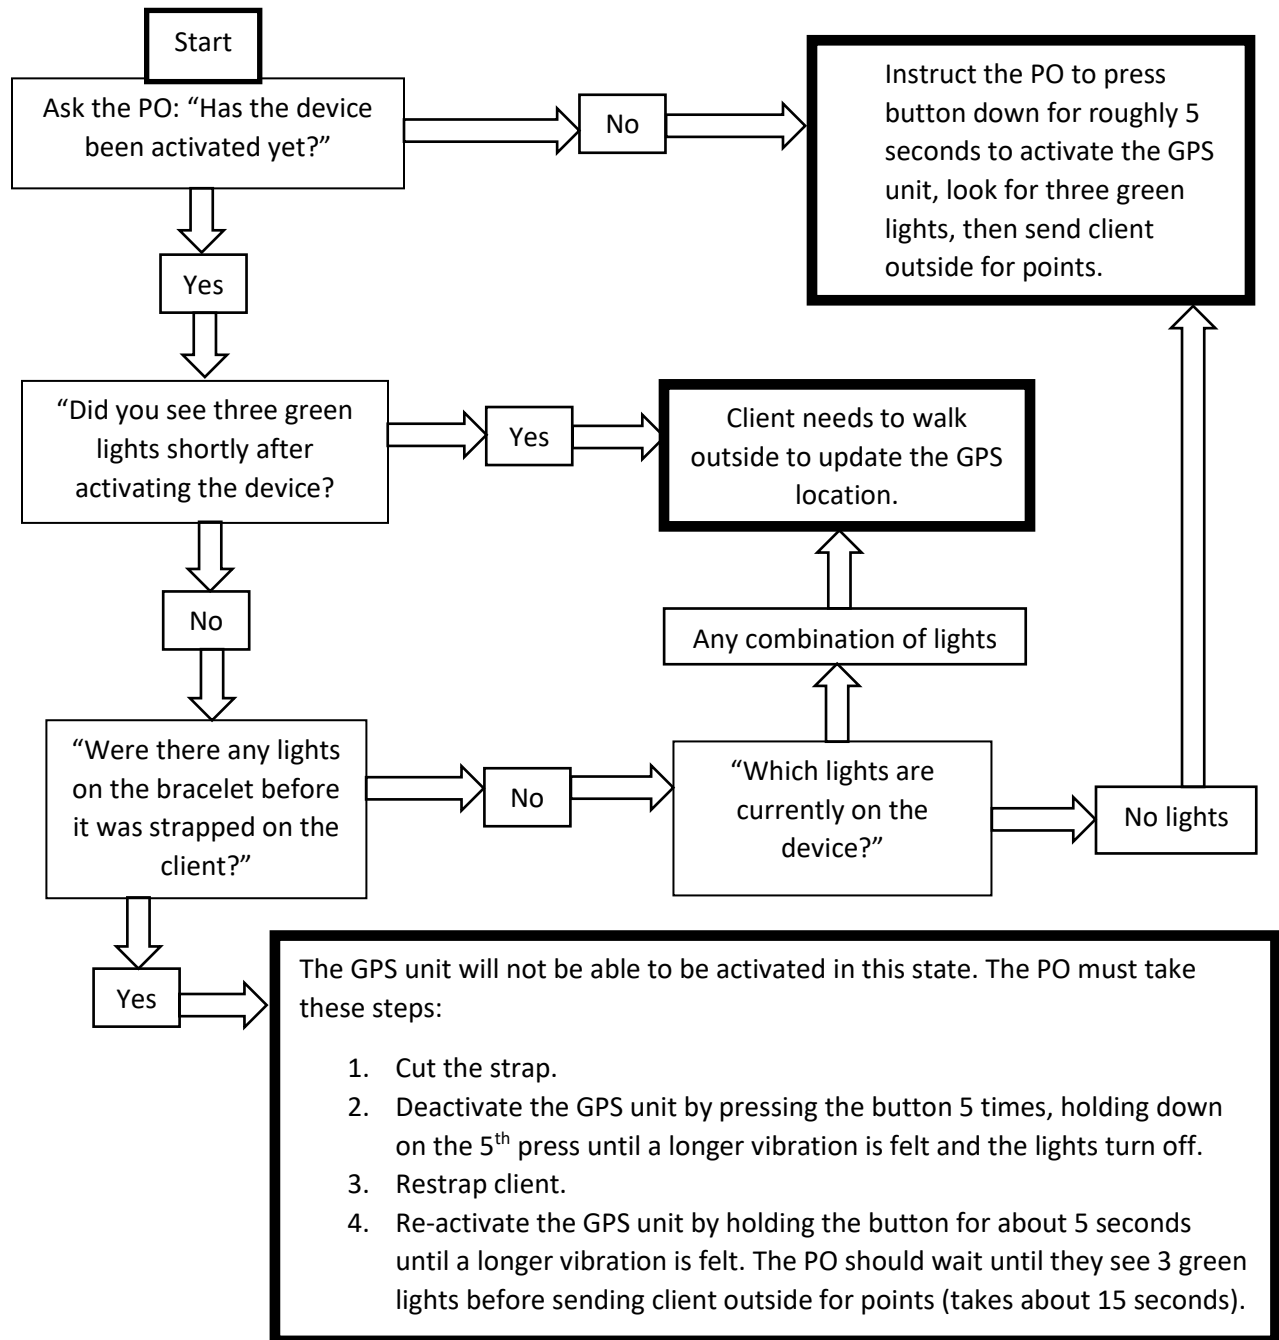 Start
Ask the PO: “Has the device
been activated yet?”
No
Instruct the PO to press
button down for roughly 5
seconds to activate the GPS
unit, look for three green
lights, then send client
outside for points.
Yes
“Did you see three green
lights shortly after
activating the device?
Yes
Client needs to walk
outside to update the GPS
location.
No
Any combination of lights
“Were there any lights
on the bracelet before
it was strapped on the
client?”
No
“Which lights are
currently on the
device?”
No lights
Yes
The GPS unit will not be able to be activated in this state. The PO must take
these steps:
1. Cut the strap.
2. Deactivate the GPS unit by pressing the button 5 times, holding down
on the 5th press until a longer vibration is felt and the lights turn off.
3. Restrap client.
4. Re-activate the GPS unit by holding the button for about 5 seconds
until a longer vibration is felt. The PO should wait until they see 3 green
lights before sending client outside for points (takes about 15 seconds).